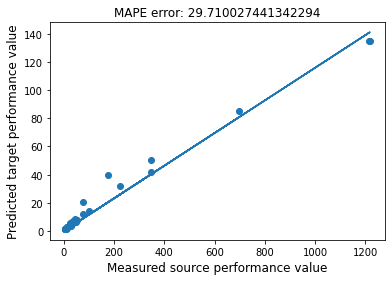 MAPE error: 29.710027441342294
Predicted target performance value
140
120
100
80
60
40
20
0
0 200 400 600 800 1000 1200
Measured source performance value